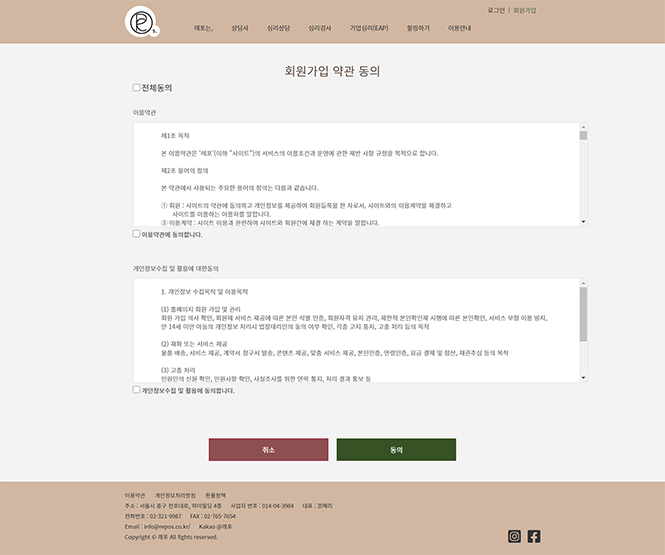 로그인 | 회원가입
레포는, 상담사 심리상담 심리검사 기업심리(EAP) 힐링하기 이용안내
회원가입 약관 동의
전체동의
이용약관
제1조 목적
본 이용약관은 '레포'(이하 "사이트")의 서비스의 이용조건과 운영에 관한 제반 사항 규정을 목적으로 합니다.
제2조 용어의 정의
본 약관에서 사용되는 주요한 용어의 정의는 다음과 같습니다.
① 회원 : 사이트의 약관에 동의하고 개인정보를 제공하여 회원등록을 한 자로서, 사이트와의 이용계약을 체결하고
사이트를 이용하는 이용자를 말합니다.
② 이용계약 : 사이트 이용과 관련하여 사이트와 회원간에 체결 하는 계약을 말합니다.
이용약관에 동의합니다.
개인정보수집 및 활용에 대한동의
1. 개인정보 수집목적 및 이용목적
(1) 홈페이지 회원 가입 및 관리
회원 가입 의사 확인, 회원제 서비스 제공에 따른 본인 식별 인증, 회원자격 유지 관리, 제한적 본인확인제 시행에 따른 본인확인, 서비스 부정 이용 방지,
만 14세 미만 아동의 개인정보 처리시 법정대리인의 동의 여부 확인, 각종 고지 통지, 고충 처리 등의 목적
(2) 재화 또는 서비스 제공
물품 배송, 서비스 제공, 계약서 청구서 발송, 콘텐츠 제공, 맞춤 서비스 제공, 본인인증, 연령인증, 요금 결제 및 정산, 채권추심 등의 목적
(3) 고충 처리
민원인의 신원 확인, 민원사항 확인, 사실조사를 위한 연락 통지, 처리 결과 통보 등
개인정보수집 및 활용에 동의합니다.
취소 동의
이용약관 개인정보처리방침 환불정책
주소 : 서울시 중구 천호대로, 하이빌딩 4층 사업자 번호 : 014-04-3984 대표 : 권혜리
전화번호 : 02-321-9987 FAX : 02-765-7654
Email : info@repos.co.kr/ Kakao @레포
Copyright © 레포 All fights reserved.